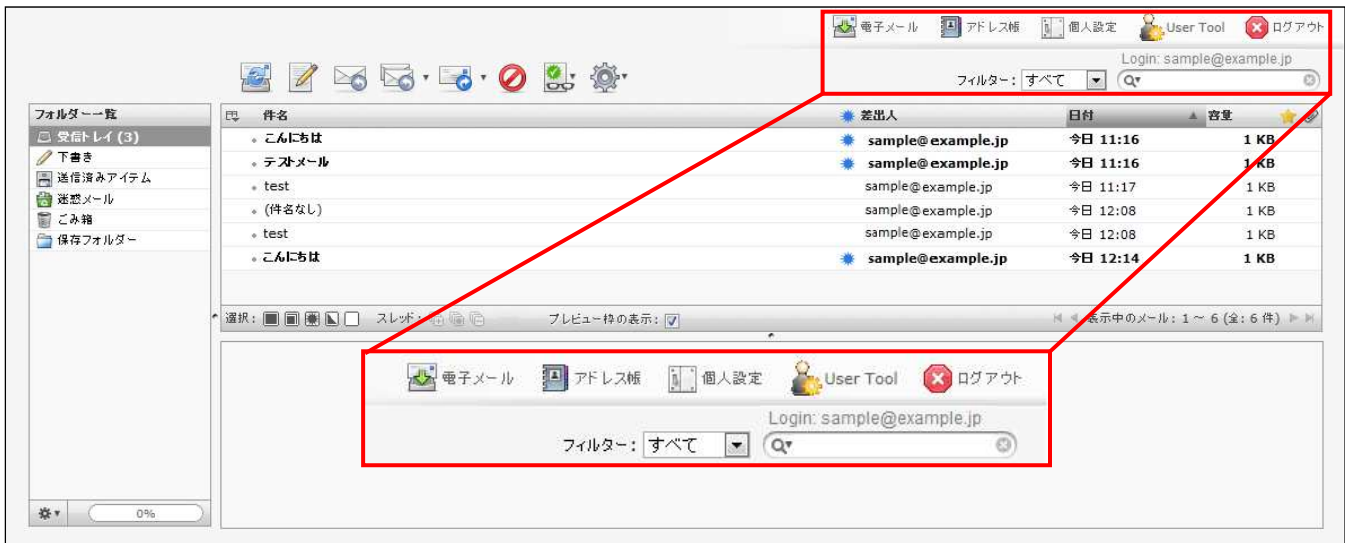 電子メール アドレス帳 個人設定 User Tool ログアウト
Login: sample@example.jp
フィルター: すべて
フォルダー一覧
受信トレイ (3)
下書き
送信済みアイテム
迷惑メール
ごみ箱
保存フォルダー
件名 差出人 日付 容量
こんにちは sample@example.jp 今日 11:16 1 KB
テストメール sample@example.jp 今日 11:16 1 KB
test sample@example.jp 今日 11:17 1 KB
(件名なし) sample@example.jp 今日 12:08 1 KB
test sample@example.jp 今日 12:08 1 KB
こんにちは sample@example.jp 今日 12:14 1 KB
選択: スレッド: プレビュー枠の表示: 表示中のメール: 1 ~ 6 (全: 6 件)
電子メール アドレス帳 個人設定 User Tool ログアウト
Login: sample@example.jp
フィルター: すべて
0%